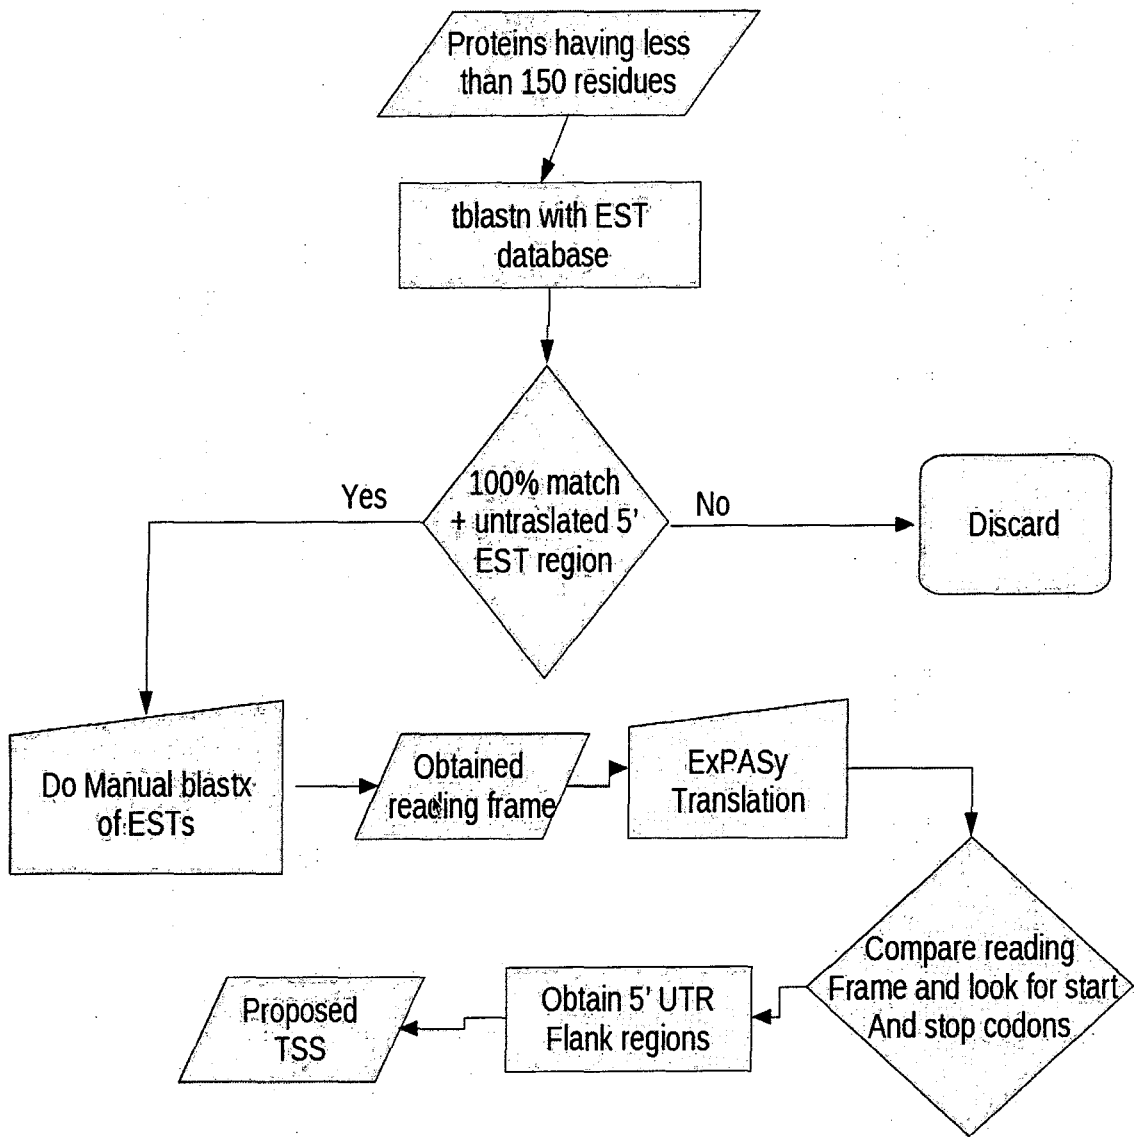 Proteins having less
than 150 residues
tblastn with EST
database
100% match
+ untraslated 5'
EST region
Yes
No
Discard
Do Manual blastx
of ESTs
Obtained
reading frame
ExPASy
Translation
Compare reading
Frame and look for start
And stop codons
Obtain 5' UTR
Flank regions
Proposed
TSS